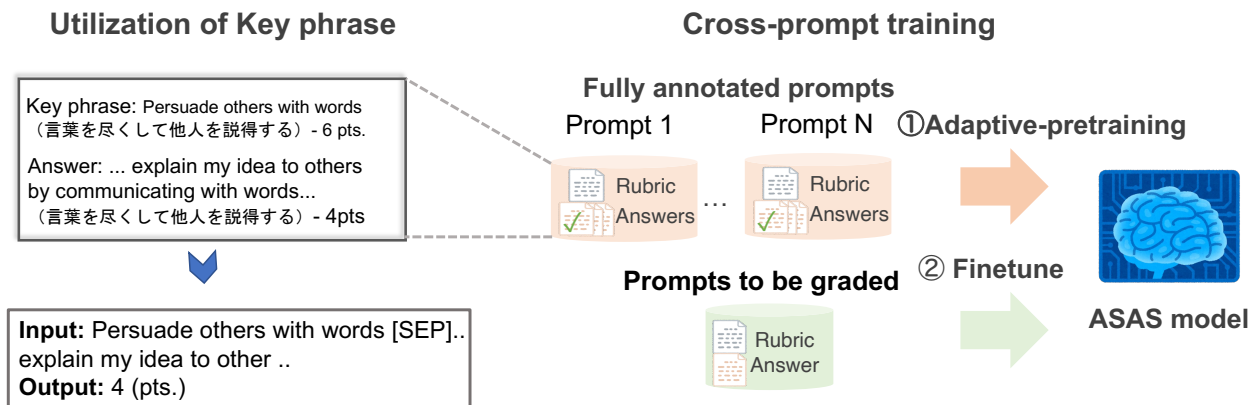 Utilization of Key phrase
Key phrase: Persuade others with words
（言葉を尽くして他人を説得する）- 6 pts.
Answer: ... explain my idea to others
by communicating with words...
（言葉を尽くして他人を説得する）- 4pts
Input: Persuade others with words [SEP]..
explain my idea to other ..
Output: 4 (pts.)
Cross-prompt training
Fully annotated prompts
Prompt 1
Prompt N
Rubric
Answers
...
Rubric
Answers
①Adaptive-pretraining
Prompts to be graded
Rubric
Answer
② Finetune
ASAS model